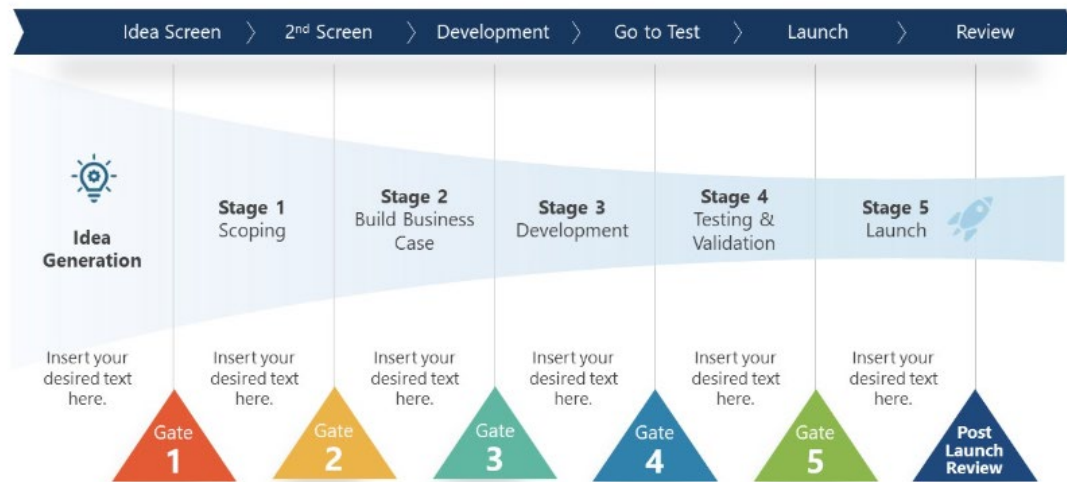 Idea Screen
2nd Screen
Development
Go to Test
Launch
Review
Idea
Generation
Stage 1
Scoping
Stage 2
Build Business
Case
Stage 3
Development
Stage 4
Testing &
Validation
Stage 5
Launch
Insert your
desired text
here.
Insert your
desired text
here.
Insert your
desired text
here.
Insert your
desired text
here.
Insert your
desired text
here.
Insert your
desired text
here.
Gate
1
Gate
2
Gate
3
Gate
4
Gate
5
Post
Launch
Review